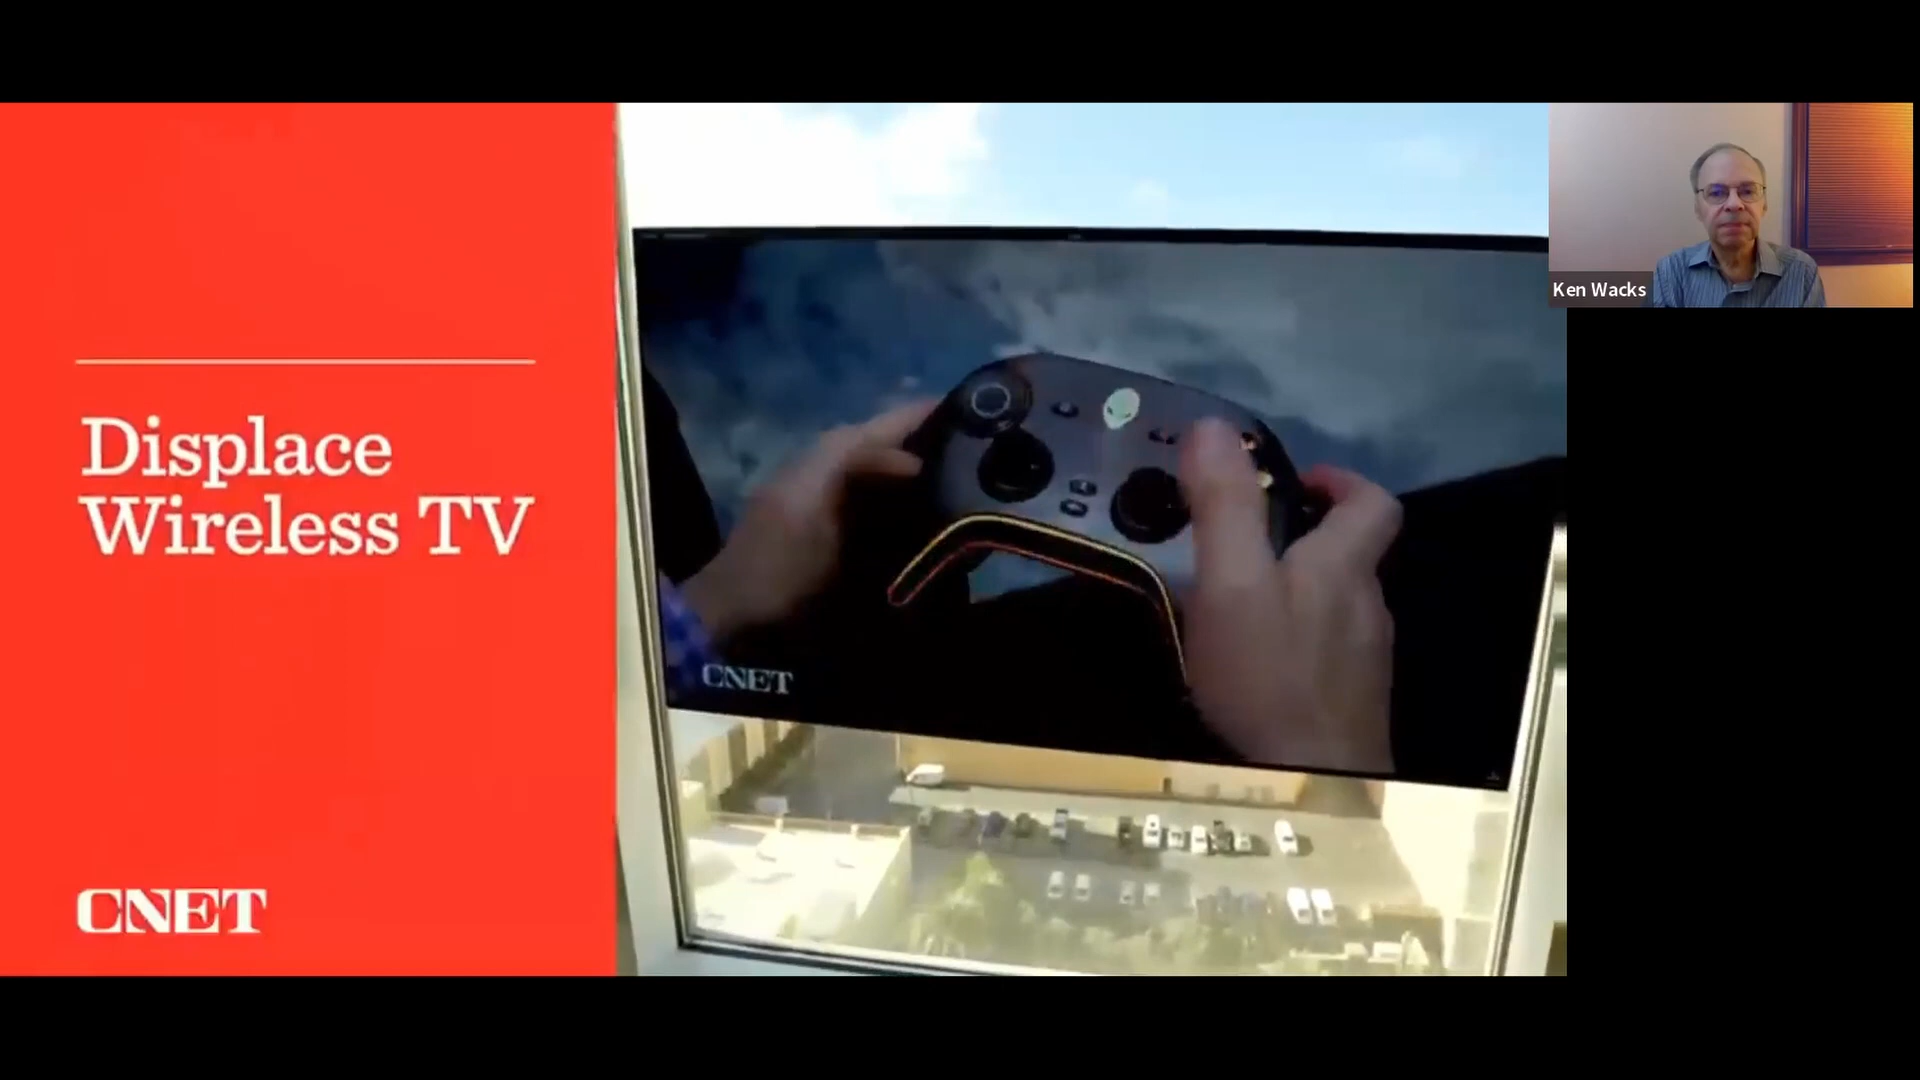 Displace
Wireless TV
CNET
CNET
Ken Wacks